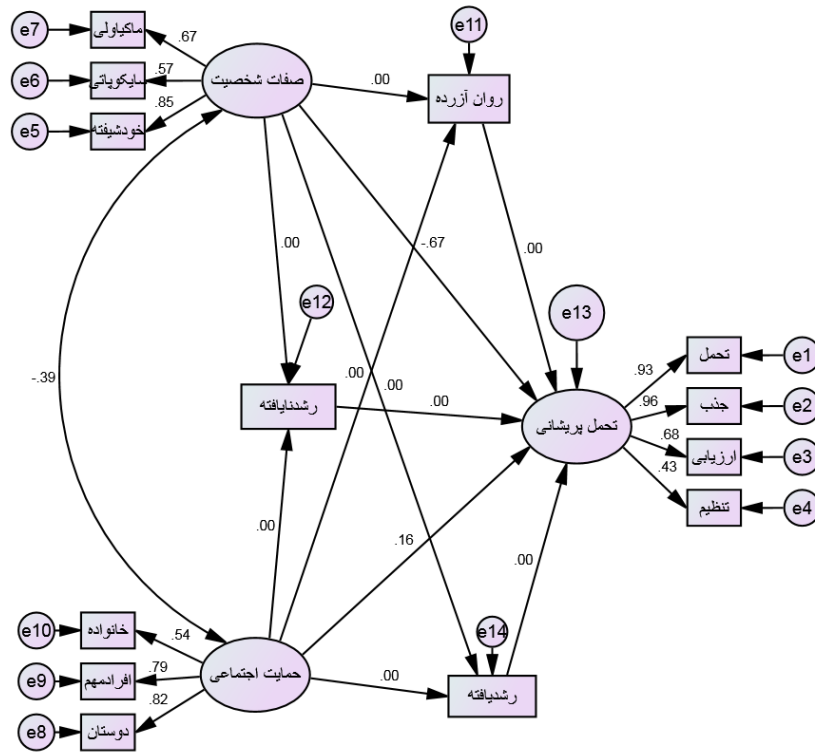 e7
ماکیاولی
.67
e11
e6
سایکوپاتی
.57
صفات شخصیت
.00
روان آزرده
e5
خودشیفته
.85
.00
-.67
.00
e12
e13
-.39
.00
.00
رشدنایافته
.00
تحمل پریشانی
.93
تحمل
e1
.96
جذب
e2
.68
ارزیابی
e3
.43
تنظیم
e4
.00
.16
.00
e10
خانواده
.54
e14
e9
افرادمهم
.79
حمایت اجتماعی
.00
رشدیافته
e8
دوستان
.82